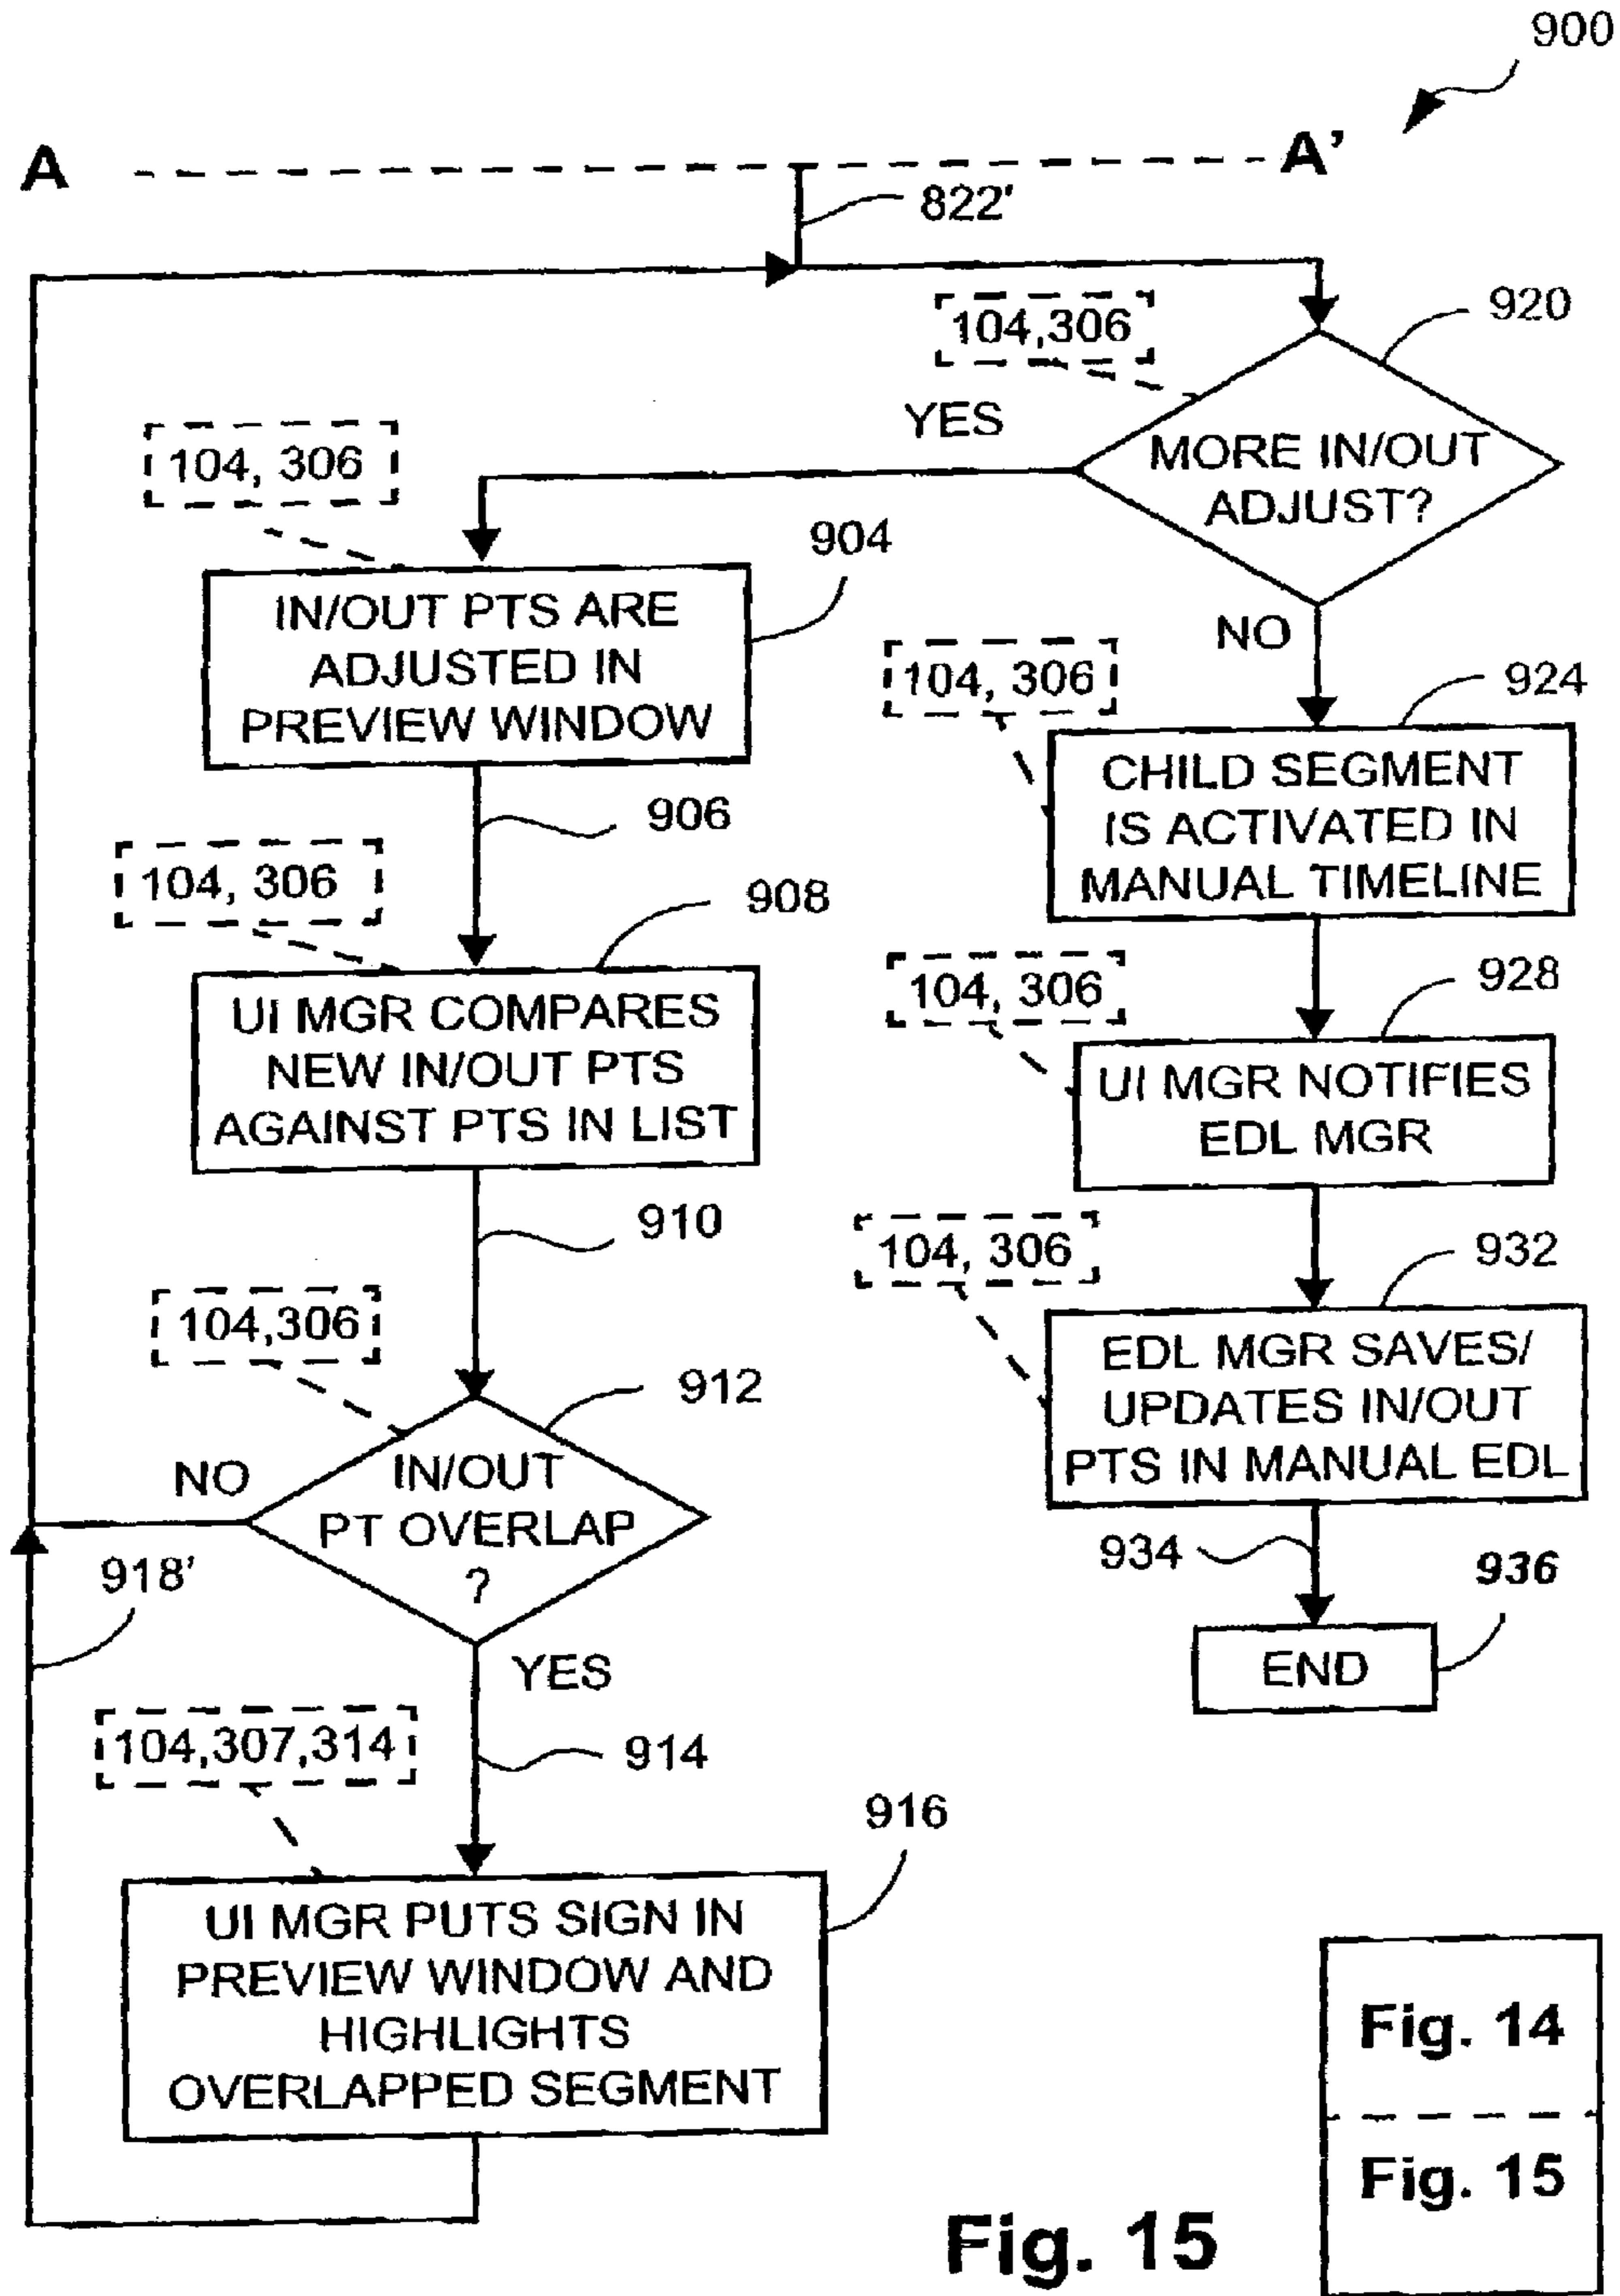 900
A
A'
822'
920
104,306
YES
MORE IN/OUT
ADJUST?
104, 306
904
IN/OUT PTS ARE
ADJUSTED IN
PREVIEW WINDOW
NO
104, 306
924
CHILD SEGMENT
IS ACTIVATED IN
MANUAL TIMELINE
906
104, 306
908
UI MGR COMPARES
NEW IN/OUT PTS
AGAINST PTS IN LIST
104, 306
928
UI MGR NOTIFIES
EDL MGR
910
104, 306
932
EDL MGR SAVES/
UPDATES IN/OUT
PTS IN MANUAL EDL
104,306
912
NO
IN/OUT
PT OVERLAP
?
918'
934
936
END
YES
104,307,314
914
916
UI MGR PUTS SIGN IN
PREVIEW WINDOW AND
HIGHLIGHTS
OVERLAPPED SEGMENT
Fig. 14
Fig. 15
Fig. 15